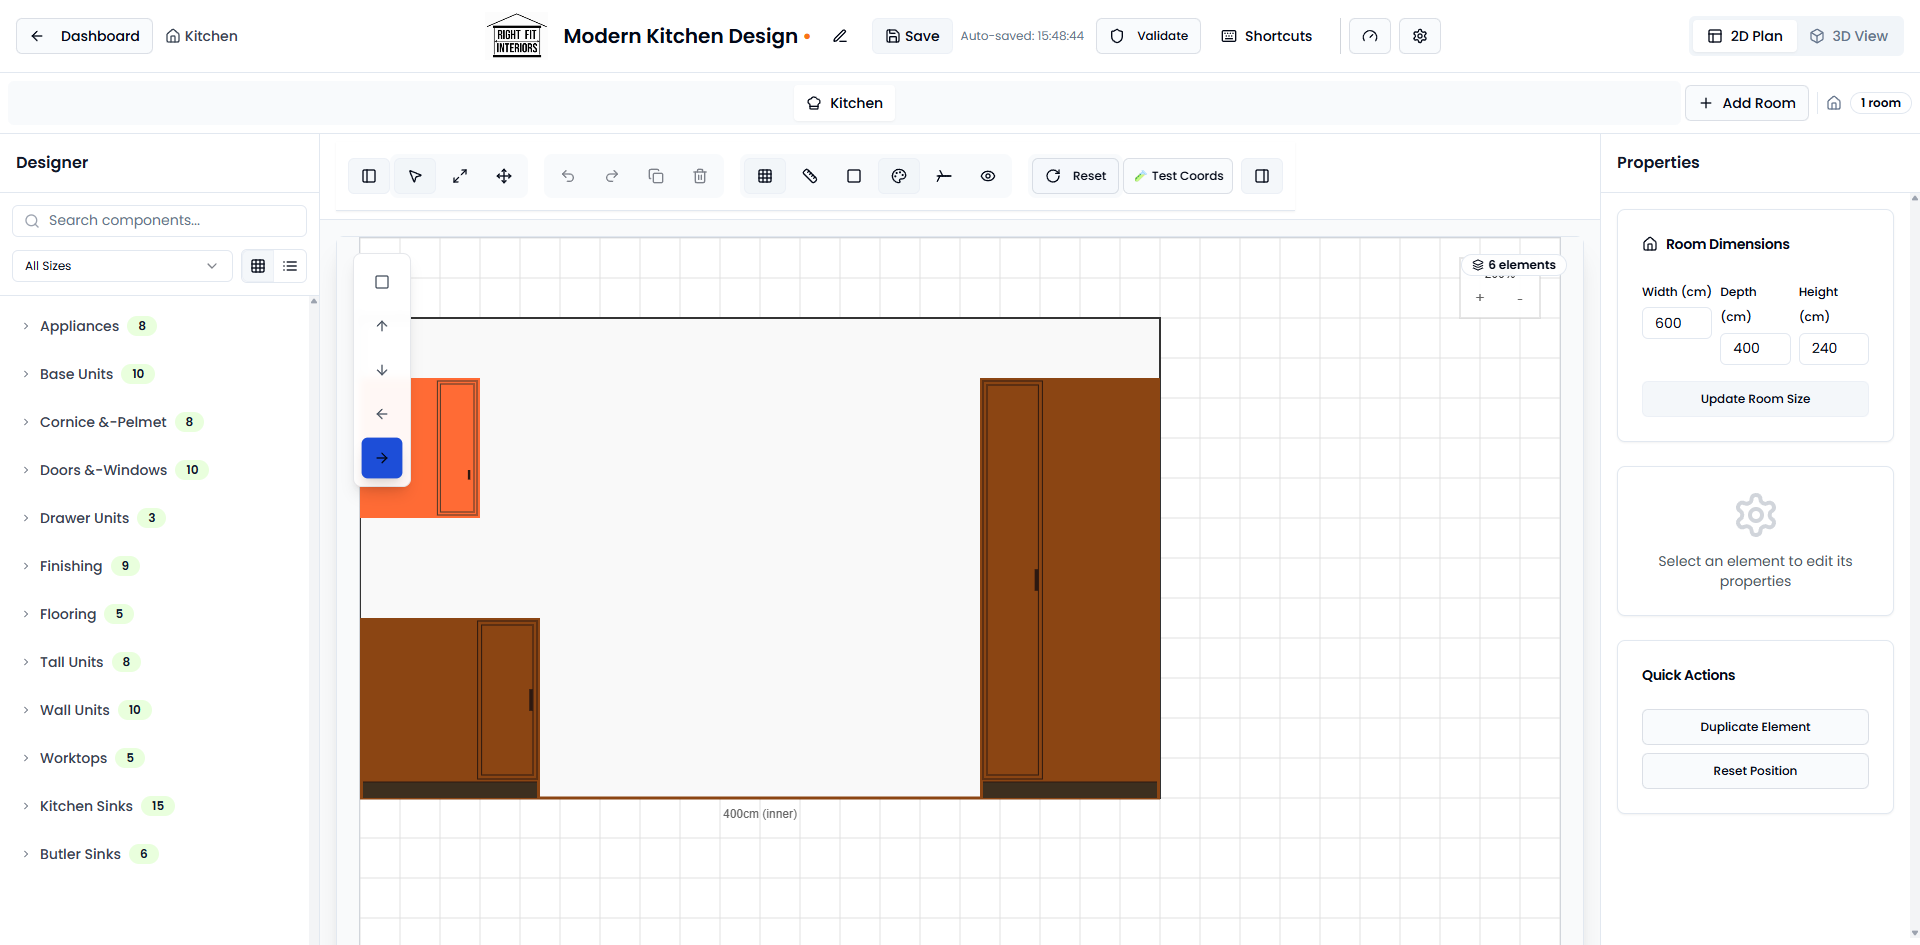 Dashboard
Kitchen
RIGHT FIT
INTERIORS
Modern Kitchen Design
Save
Auto-saved: 15:48:44
Validate
Shortcuts
2D Plan
3D View
Kitchen
Add Room
1 room
Designer
Search components...
All Sizes
Appliances 8
Base Units 10
Cornice &-Pelmet 8
Doors &-Windows 10
Drawer Units 3
Finishing 9
Flooring 5
Tall Units 8
Wall Units 10
Worktops 5
Kitchen Sinks 15
Butler Sinks 6
Reset
Test Coords
6 elements
+ -
400cm (inner)
Properties
Room Dimensions
Width (cm)
600
Depth
(cm)
400
Height
(cm)
240
Update Room Size
Select an element to edit its
properties
Quick Actions
Duplicate Element
Reset Position